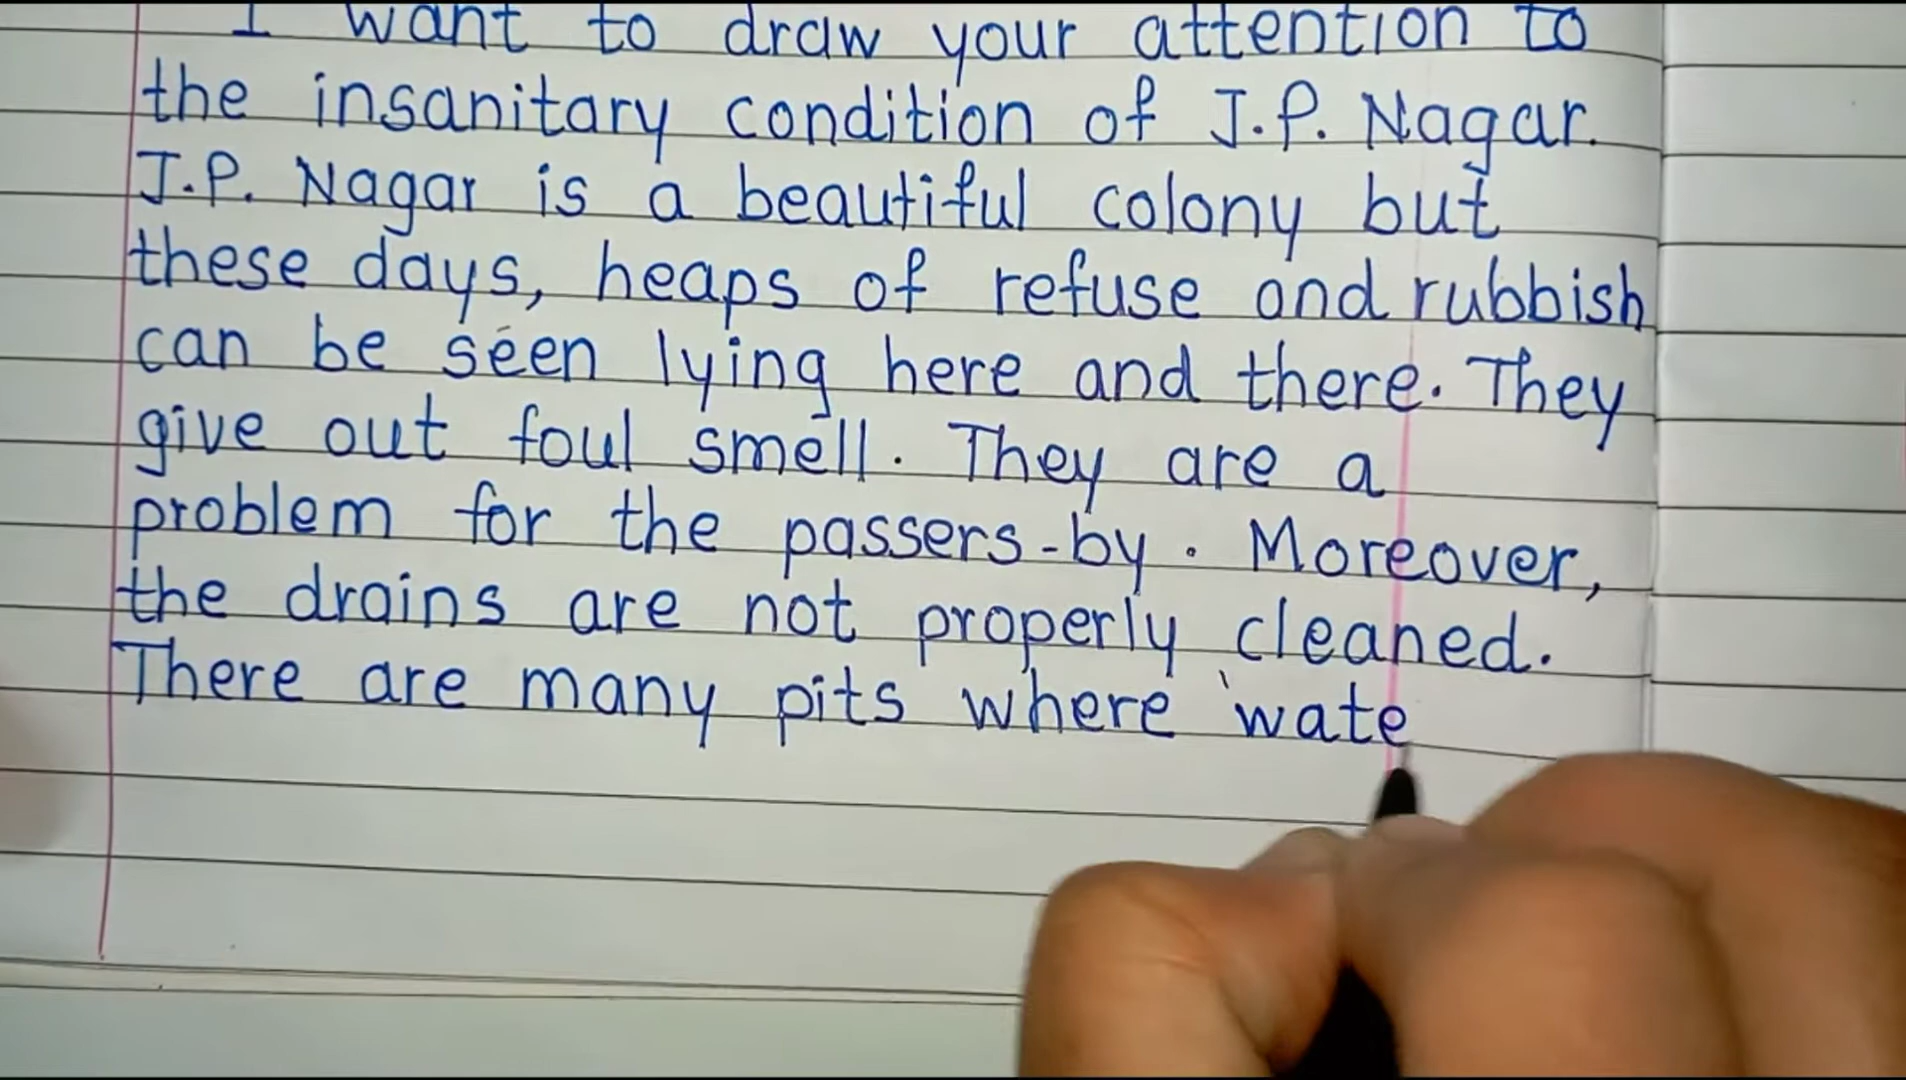 I want to draw your attention to
the insanitary condition of J.P. Nagar.
J.P. Nagar is a beautiful colony but
these days, heaps of refuse and rubbish
can be seen lying here and there. They
give out foul smell. They are a
problem for the passers-by. Moreover,
the drains are not properly cleaned.
There are many pits where wate